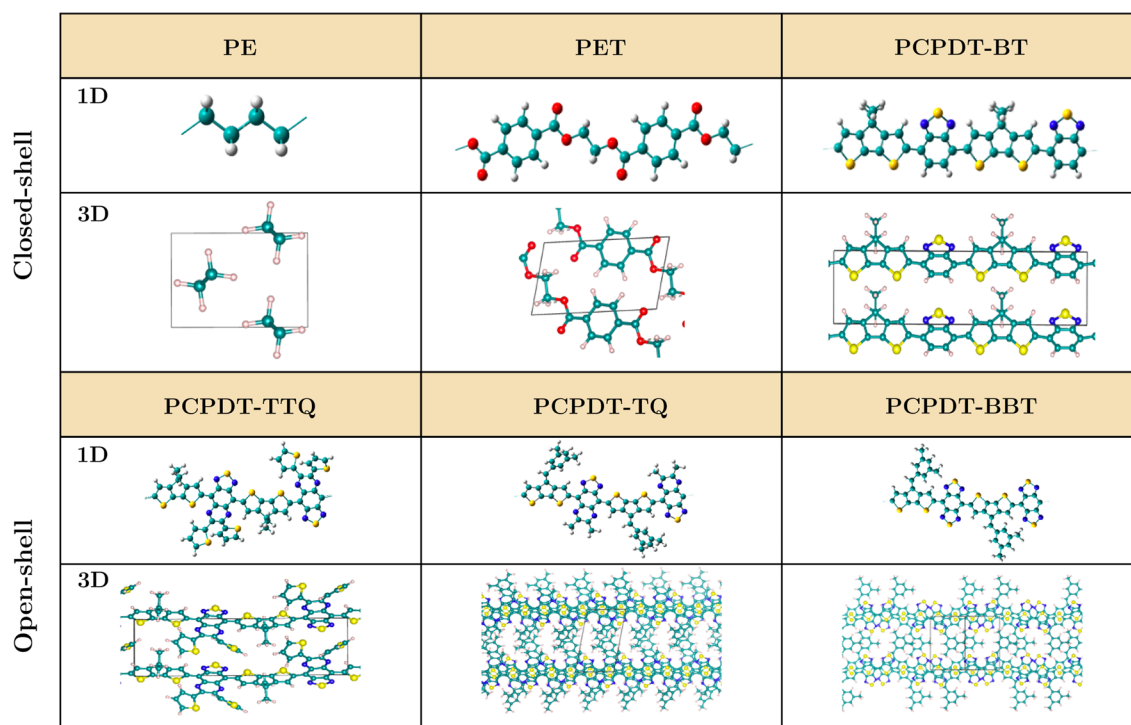 PE
PET
PCPDT-BT
Closed-shell
1D
3D
PCPDT-TTQ
PCPDT-TQ
PCPDT-BBT
Open-shell
1D
3D